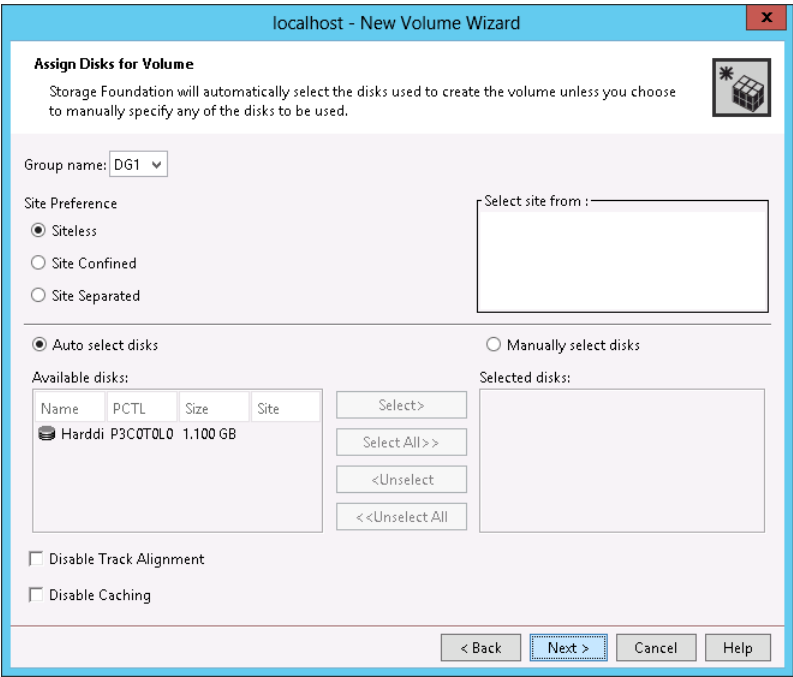 localhost - New Volume Wizard
x
Assign Disks for Volume
Storage Foundation will automatically select the disks used to create the volume unless you choose
to manually specify any of the disks to be used.
Group name: DG1
Site Preference
Select site from :
Siteless
Site Confined
Site Separated
Auto select disks
Manually select disks
Available disks:
Selected disks:
Name PCTL Size Site
Harddi P3C0T0L0 1.100 GB
Select>
Select All>>
<Unselect
<<Unselect All
Disable Track Alignment
Disable Caching
< Back Next > Cancel Help